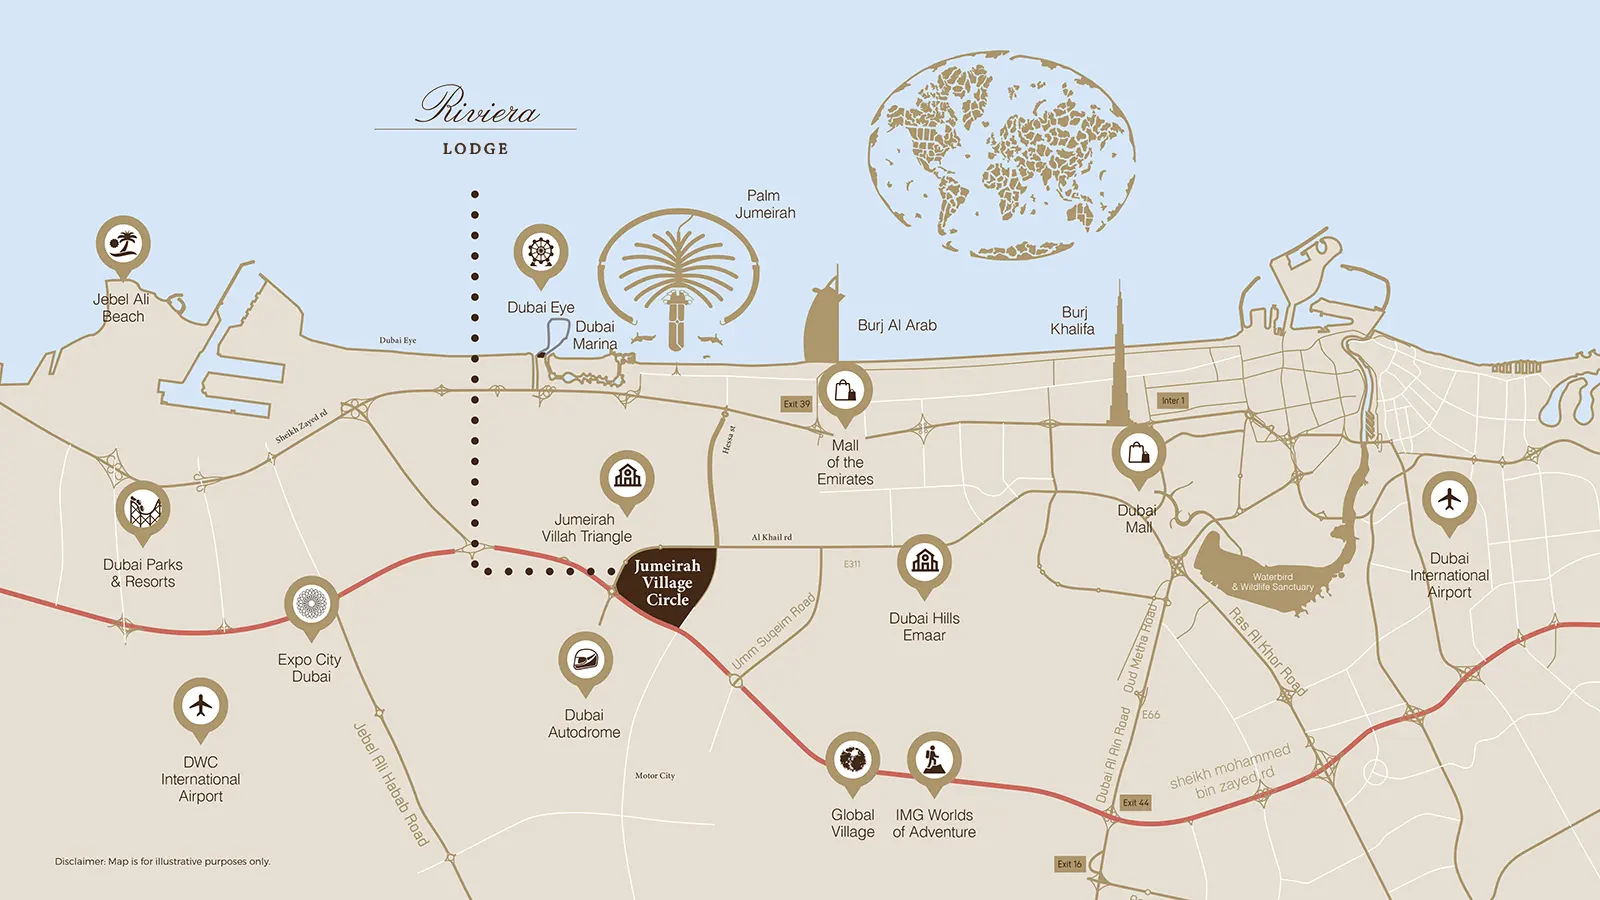 Riviera
LODGE
Palm
Jumeirah
Jebel Ali
Beach
Dubai Eye
Dubai
Marina
Dubai Eye
Burj Al Arab
Burj
Khalifa
Sheikh Zayed rd
Hessa st
Exit 39
Inter 1
Mall
of the
Emirates
Dubai
Mall
Jumeirah
Villah Triangle
Al Khail rd
E311
Jumeirah
Village
Circle
Dubai Parks
& Resorts
Dubai Hills
Emaar
Waterbird
& Wildlife Sanctuary
Dubai
International
Airport
Umm Suqeim Road
Oud Metha Road
Ras Al Khor Road
Expo City
Dubai
Dubai
Autodrome
E66
DWC
International
Airport
Jebel Ali Habab Road
Motor City
Dubai Al Rin Road
sheikh mohammed
bin zayed rd
Exit 44
Global
Village
IMG Worlds
of Adventure
Exit 16
Disclaimer: Map is for illustrative purposes only.